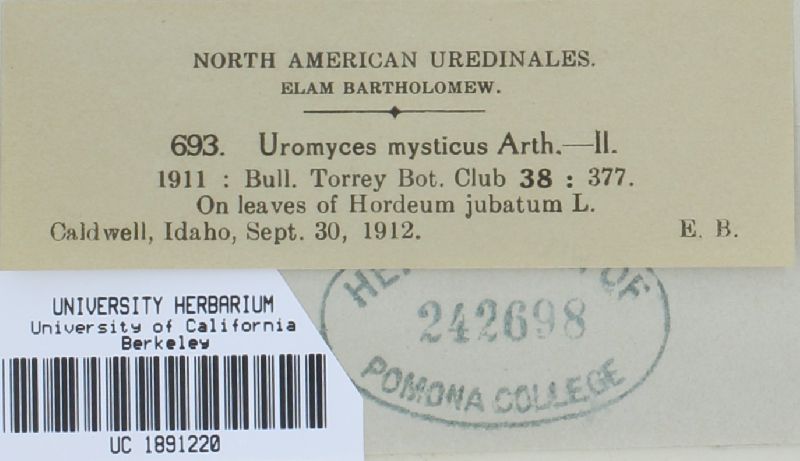 NORTH AMERICAN UREDINALES.
ELAM BARTHOLOMEW.
693. Uromyces mysticus Arth.—II.
1911 : Bull. Torrey Bot. Club 38 : 377.
On leaves of Hordeum jubatum L.
Caldwell, Idaho, Sept. 30, 1912. E. B.
OF
242698
POMONA COLLEGE
UNIVERSITY HERBARIUM
University of California
Berkeley
UC 1891220